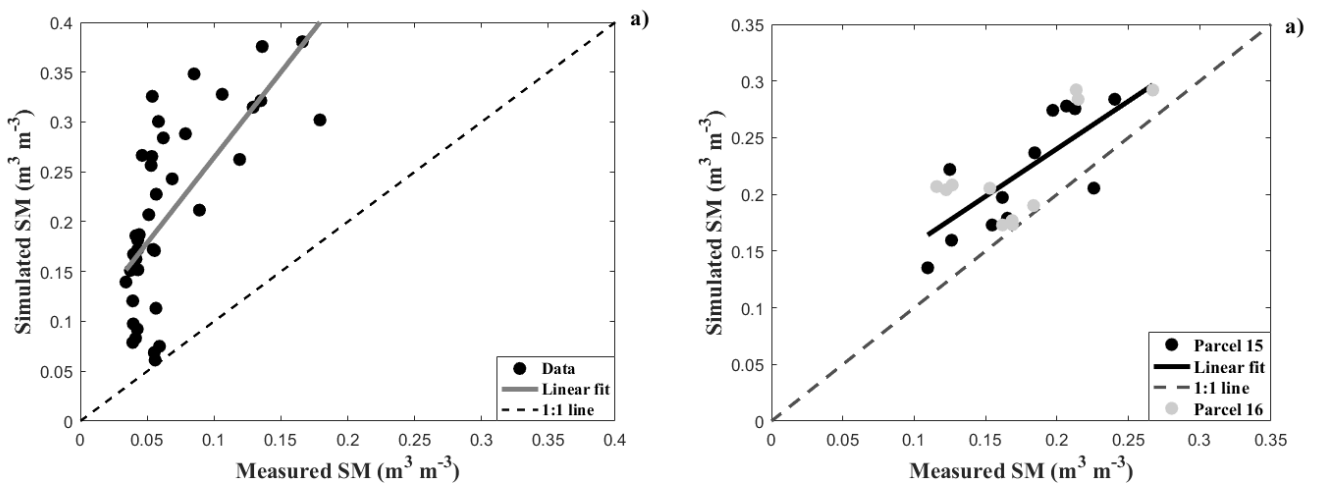 a)
0.4
0.35
0.3
0.25
0.2
0.15
0.1
0.05
0
Simulated SM (m³ m⁻³)
Data
Linear fit
1:1 line
0 0.05 0.1 0.15 0.2 0.25 0.3 0.35 0.4
Measured SM (m³ m⁻³)
a)
0.35
0.3
0.25
0.2
0.15
0.1
0.05
0
Simulated SM (m³ m⁻³)
Parcel 15
Linear fit
1:1 line
Parcel 16
0 0.05 0.1 0.15 0.2 0.25 0.3 0.35
Measured SM (m³ m⁻³)